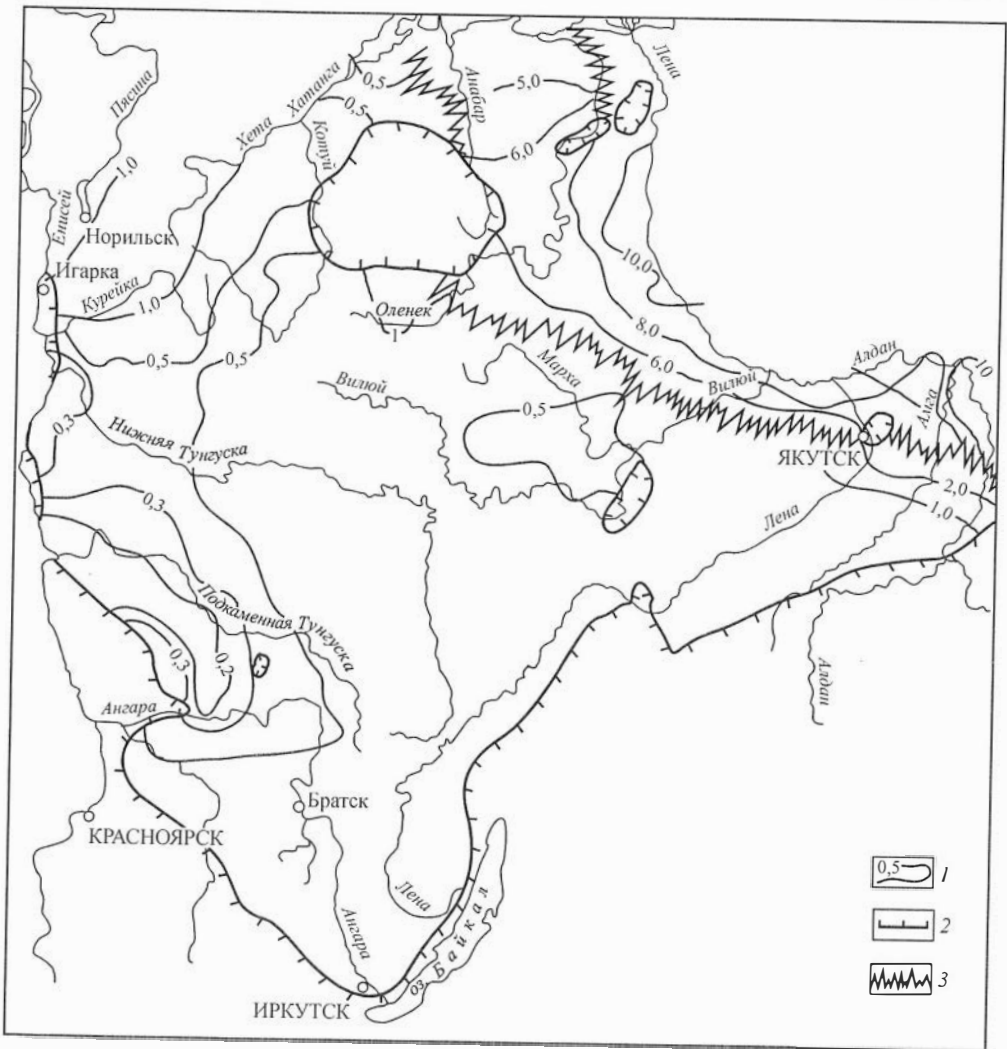 Пясина
Хета
Хатанга
Котуй
Анабар
Лена
0,5
0,5
5,0
6,0
1,0
Енисей
Норильск
Игарка
Курейка
1,0
0,5
0,5
Оленек
1
10,0
8,0
6,0
Марха
Вилюй
Алдан
Амга
10
Вилюй
0,5
0,3
Нижняя Тунгуска
ЯКУТСК
2,0
1,0
Лена
0,3
Подкаменная Тунгуска
0,3
0,2
Алдан
Ангара
Братск
КРАСНОЯРСК
Лена
Ангара
оз. Байкал
ИРКУТСК
0,5 1
2
3